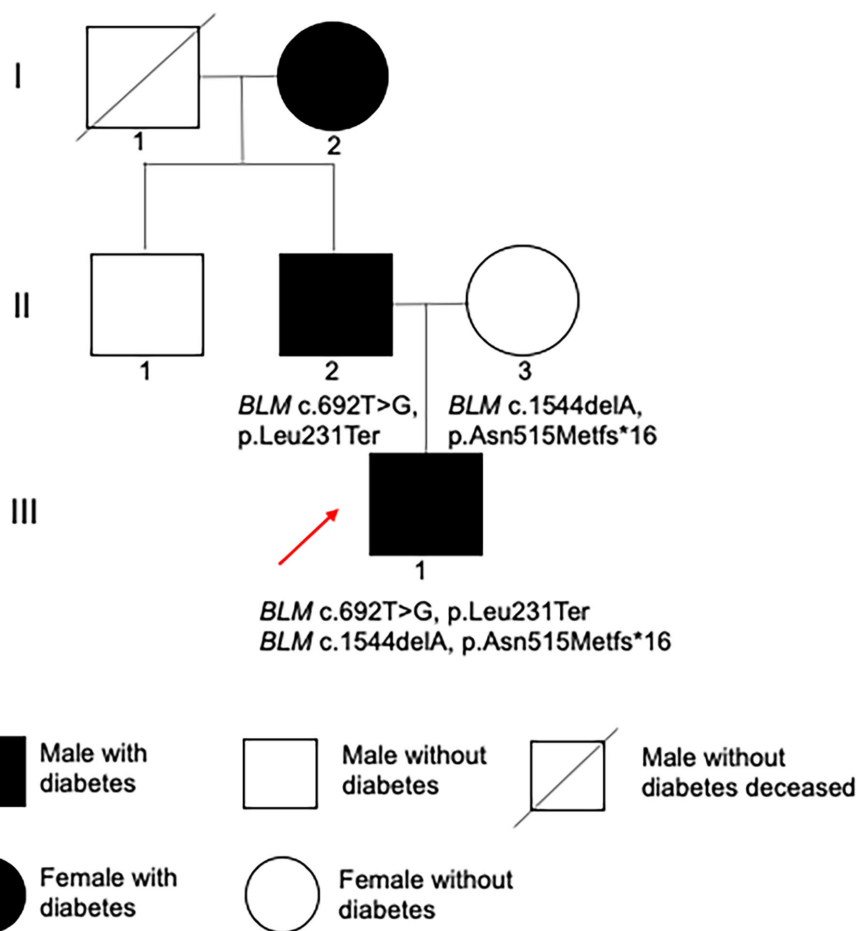 I
1
2
II
1
2
3
BLM c.692T>G,
p.Leu231Ter
BLM c.1544delA,
p.Asn515Metfs*16
III
1
BLM c.692T>G, p.Leu231Ter
BLM c.1544delA, p.Asn515Metfs*16
Male with
diabetes
Male without
diabetes
Male without
diabetes deceased
Female with
diabetes
Female without
diabetes